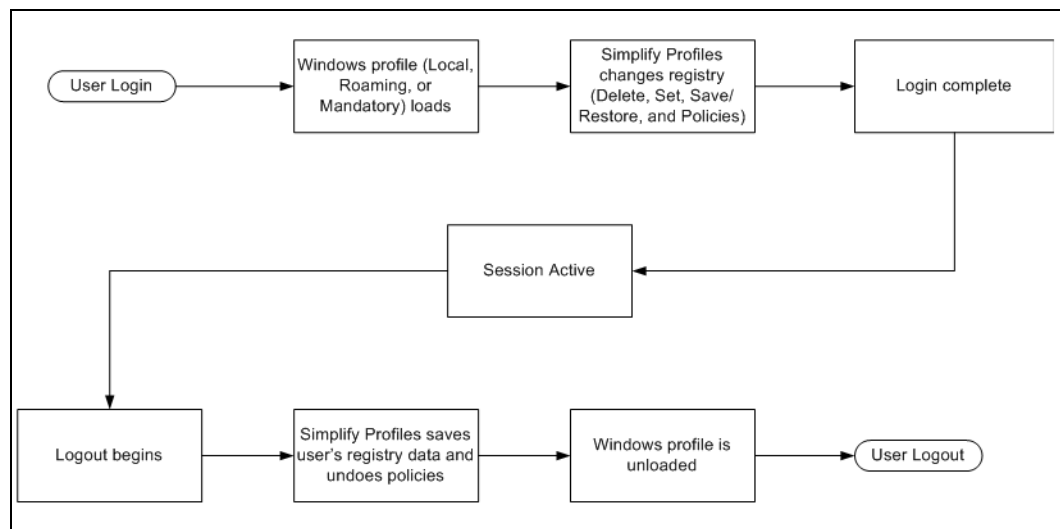 User Login
Windows profile (Local,
Roaming, or
Mandatory) loads
Simplify Profiles
changes registry
(Delete, Set, Save/
Restore, and Policies)
Login complete
Session Active
Logout begins
Simplify Profiles saves
user's registry data and
undoes policies
Windows profile is
unloaded
User Logout